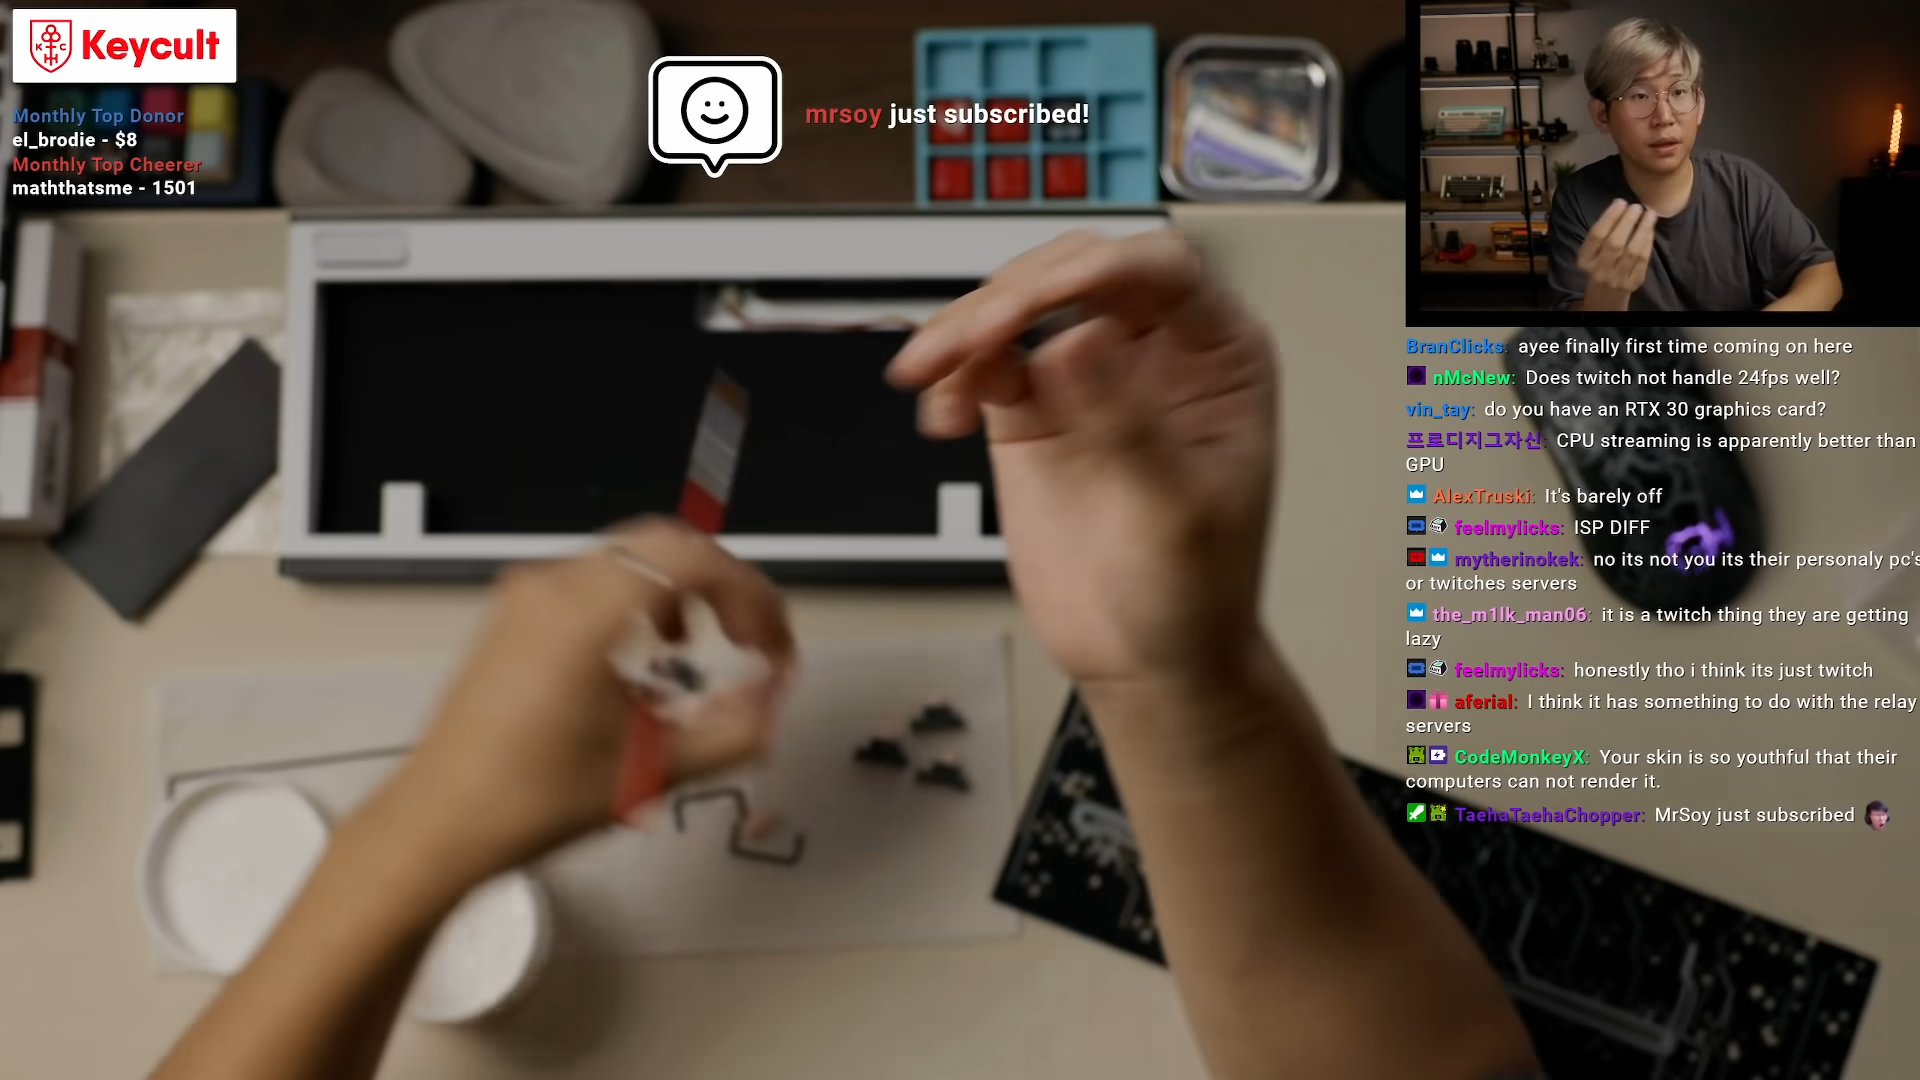 Keycult
Monthly Top Donor
el_brodie - $8
Monthly Top Cheerer
maththatsme - 1501
mrsoy just subscribed!
BranClicks: ayee finally first time coming on here
nMcNew: Does twitch not handle 24fps well?
vin_tay: do you have an RTX 30 graphics card?
프로디지그자신: CPU streaming is apparently better than
GPU
AlexTruski: It's barely off
feelmylicks: ISP DIFF
mytherinokek: no its not you its their personaly pc's
or twitches servers
the_m1lk_man06: it is a twitch thing they are getting
lazy
feelmylicks: honestly tho i think its just twitch
aferial: I think it has something to do with the relay
servers
CodeMonkeyX: Your skin is so youthful that their
computers can not render it.
TaehaTaehaChopper: MrSoy just subscribed